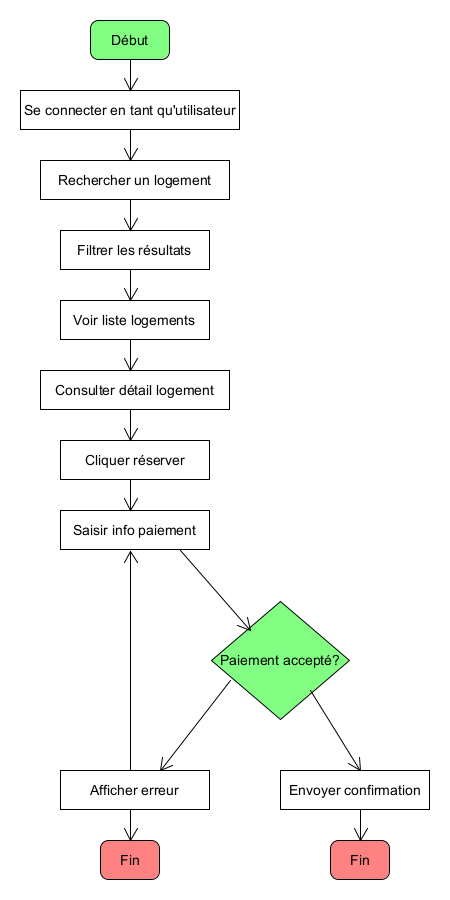 Début
Se connecter en tant qu'utilisateur
Rechercher un logement
Filtrer les résultats
Voir liste logements
Consulter détail logement
Cliquer réserver
Saisir info paiement
Paiement accepté?
Afficher erreur
Envoyer confirmation
Fin
Fin